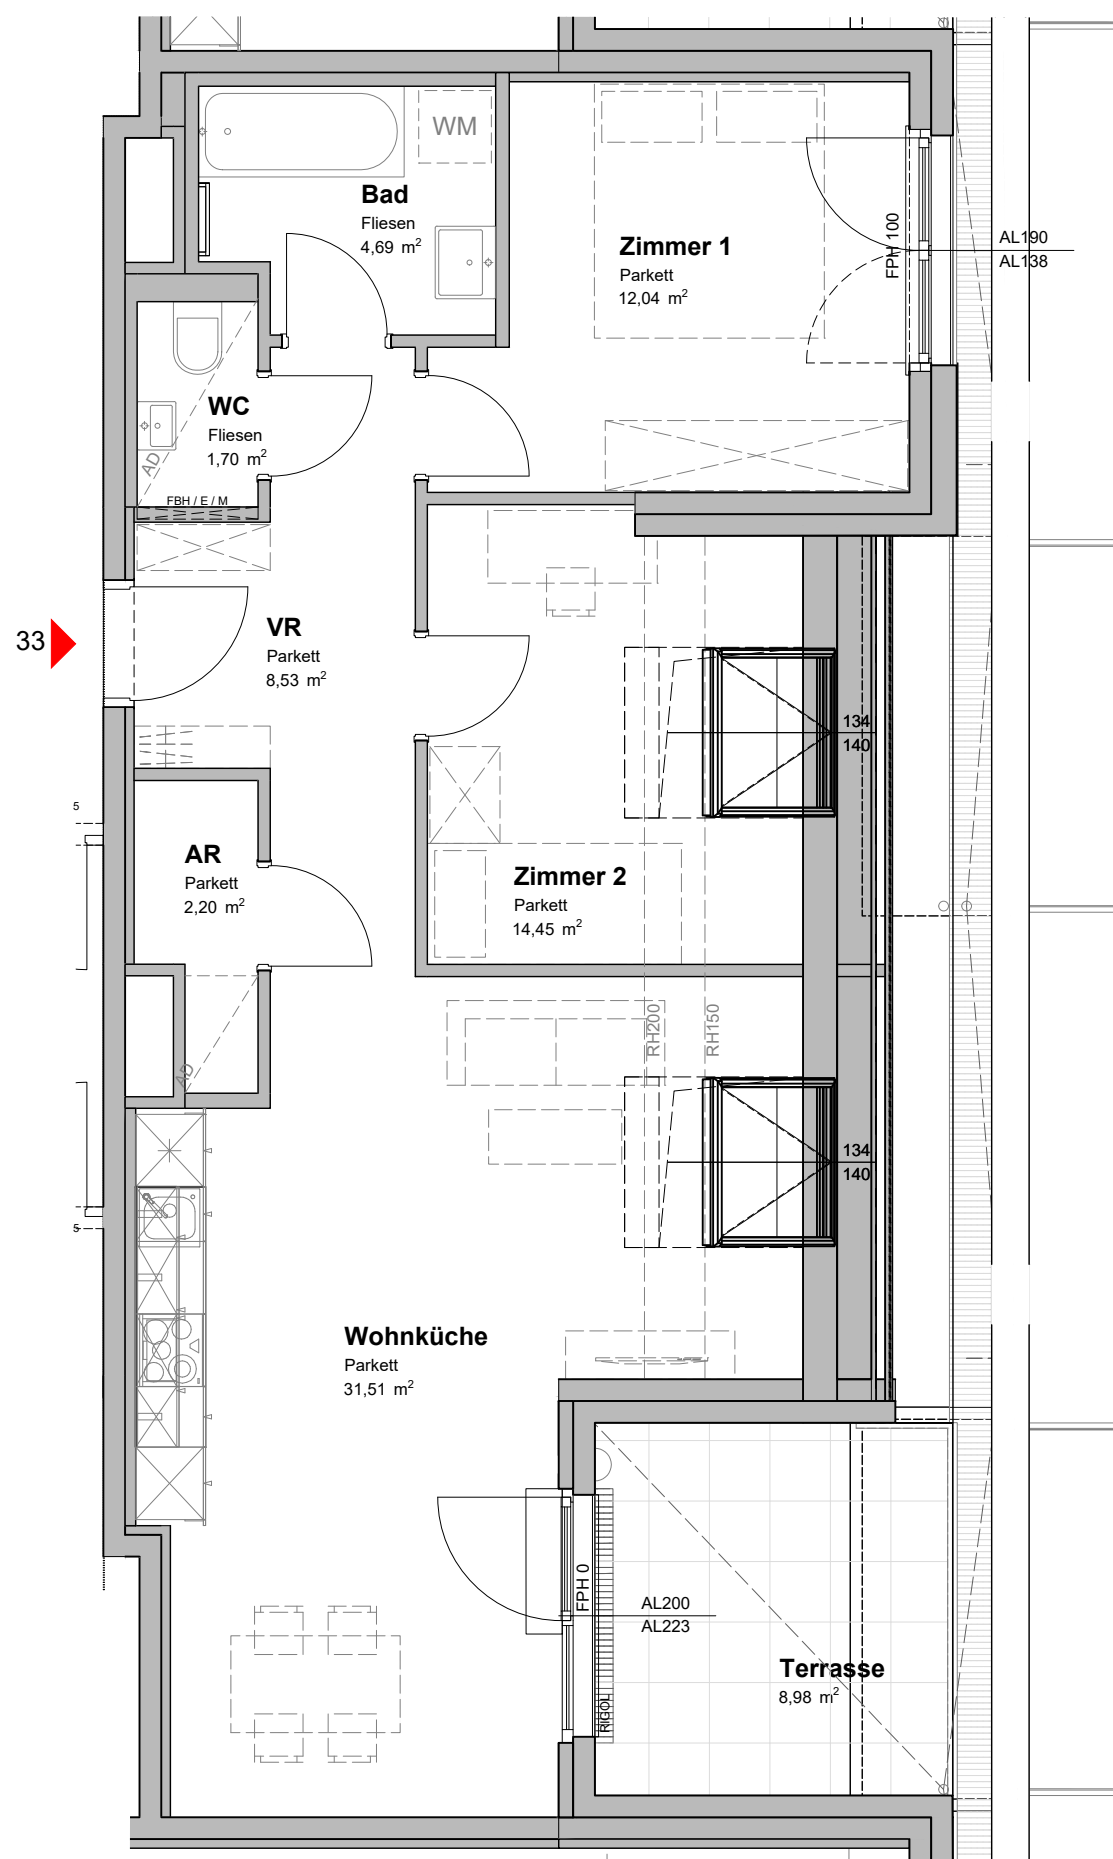 WM
Bad
Fliesen
4,69 m²
Zimmer 1
Parkett
12,04 m²
FPH 100
AL190
AL138
WC
Fliesen
1,70 m²
AD
FBH / E / M
33
VR
Parkett
8,53 m²
134
140
5
AR
Parkett
2,20 m²
Zimmer 2
Parkett
14,45 m²
RH200
RH150
AD
134
140
5
Wohnküche
Parkett
31,51 m²
FPH 0
AL200
AL223
RIGOL
Terrasse
8,98 m²